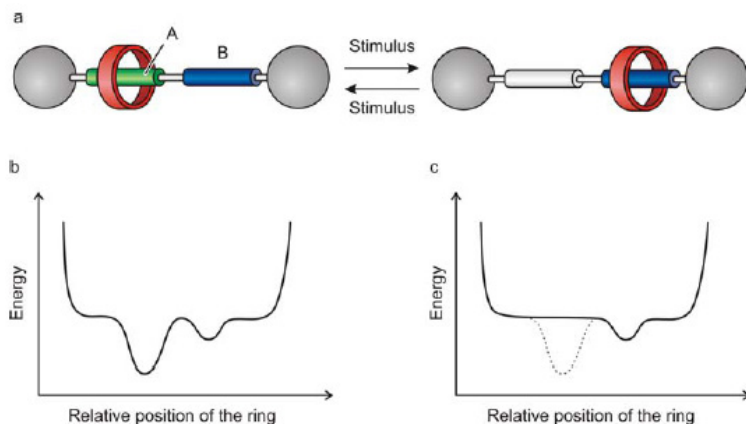 a
A
B
Stimulus
Stimulus
b
Energy
Relative position of the ring
c
Energy
Relative position of the ring